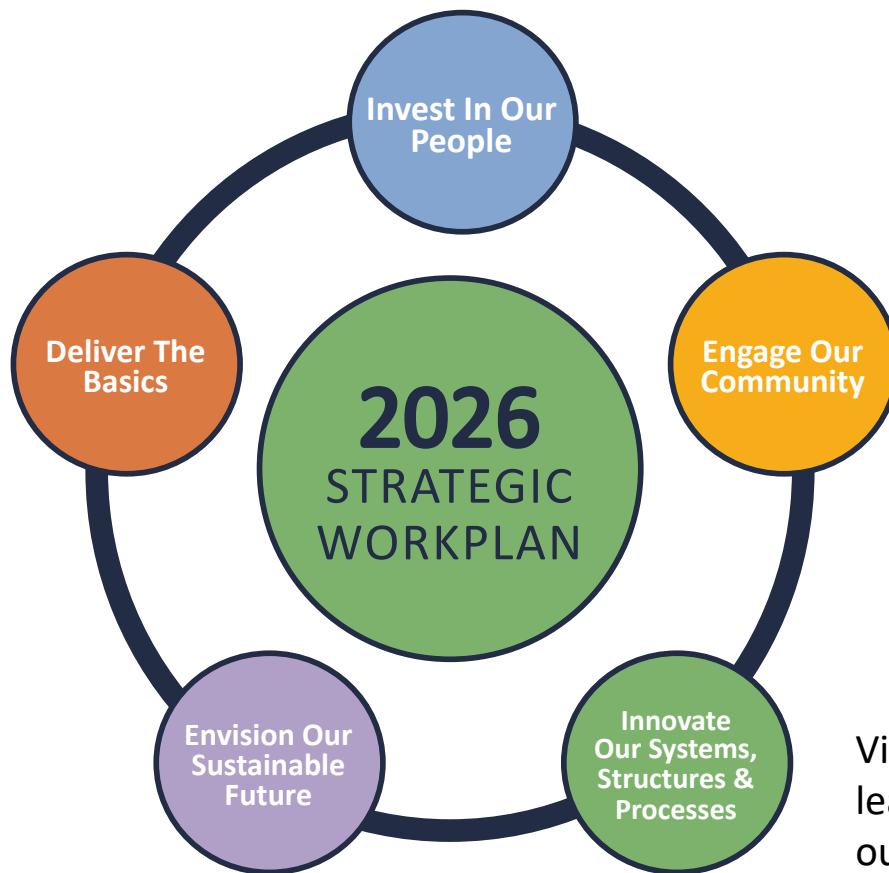 Invest In Our
People
Deliver The
Basics
Engage Our
Community
2026
STRATEGIC
WORKPLAN
Envision Our
Sustainable
Future
Innovate
Our Systems,
Structures &
Processes